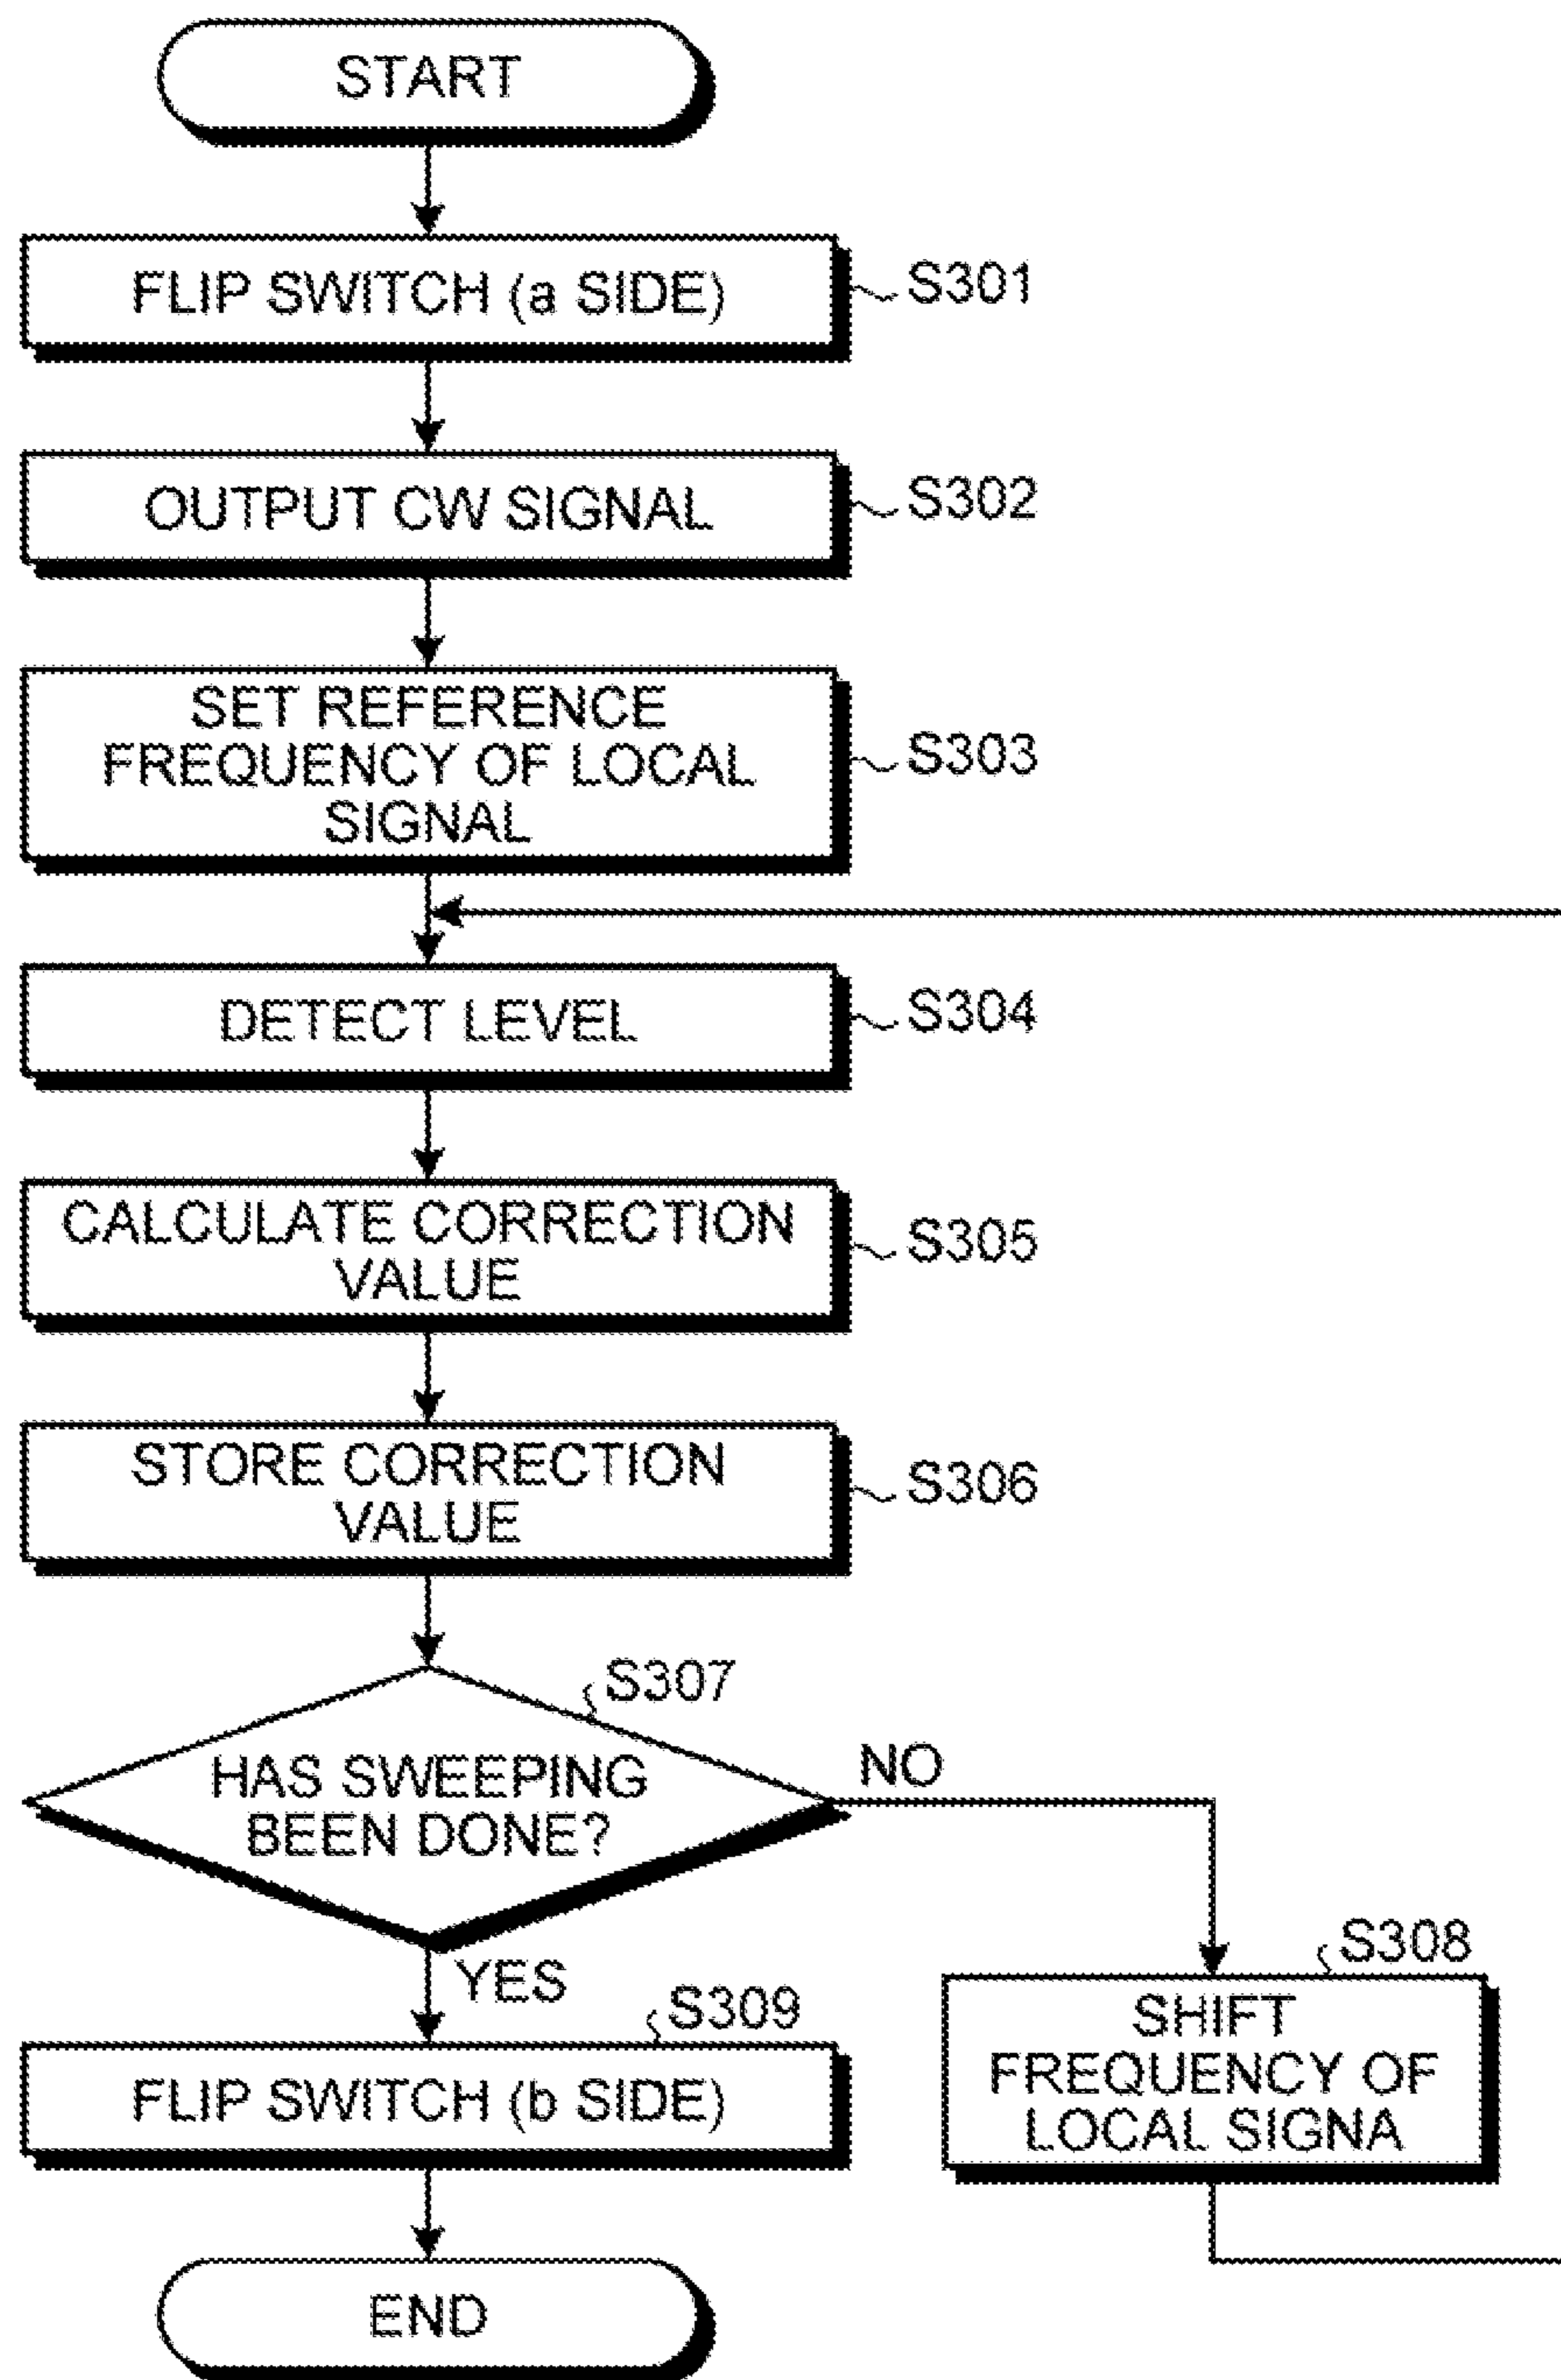 START
FLIP SWITCH (a SIDE)
S301
OUTPUT CW SIGNAL
S302
SET REFERENCE
FREQUENCY OF LOCAL
SIGNAL
S303
DETECT LEVEL
S304
CALCULATE CORRECTION
VALUE
S305
STORE CORRECTION
VALUE
S306
S307
HAS SWEEPING
BEEN DONE?
NO
YES
S308
SHIFT
FREQUENCY OF
LOCAL SIGNA
S309
FLIP SWITCH (b SIDE)
END